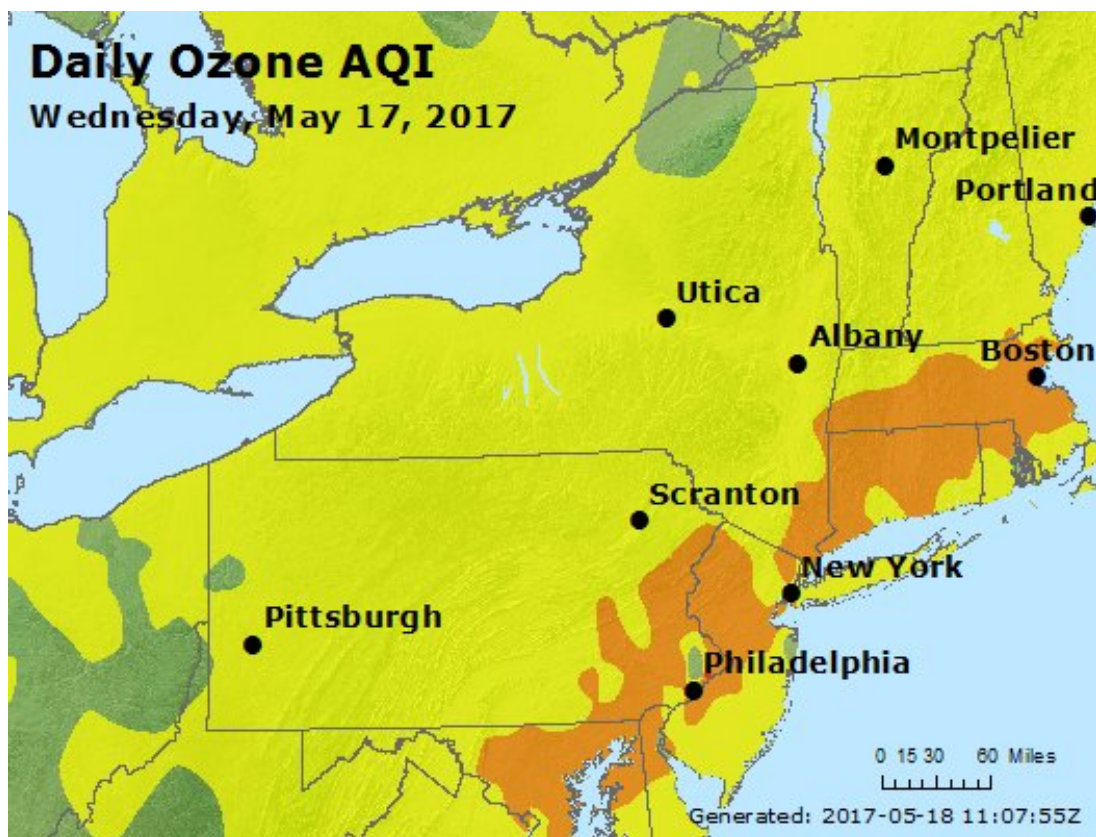 Daily Ozone AQI
Wednesday, May 17, 2017
Montpelier
Portland
Utica
Albany
Boston
Scranton
New York
Pittsburgh
Philadelphia
0 15 30 60 Miles
Generated: 2017-05-18 11:07:55Z